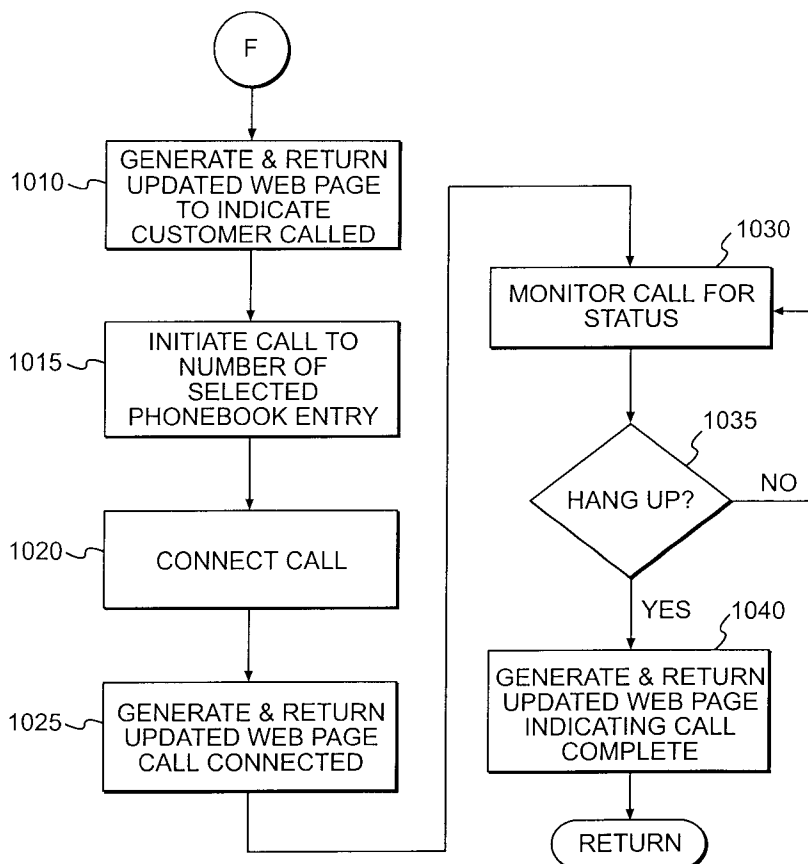 F
1010
GENERATE & RETURN
UPDATED WEB PAGE
TO INDICATE
CUSTOMER CALLED
1015
INITIATE CALL TO
NUMBER OF
SELECTED
PHONEBOOK ENTRY
1020
CONNECT CALL
1025
GENERATE & RETURN
UPDATED WEB PAGE
CALL CONNECTED
1030
MONITOR CALL FOR
STATUS
1035
HANG UP?
NO
YES
1040
GENERATE & RETURN
UPDATED WEB PAGE
INDICATING CALL
COMPLETE
RETURN